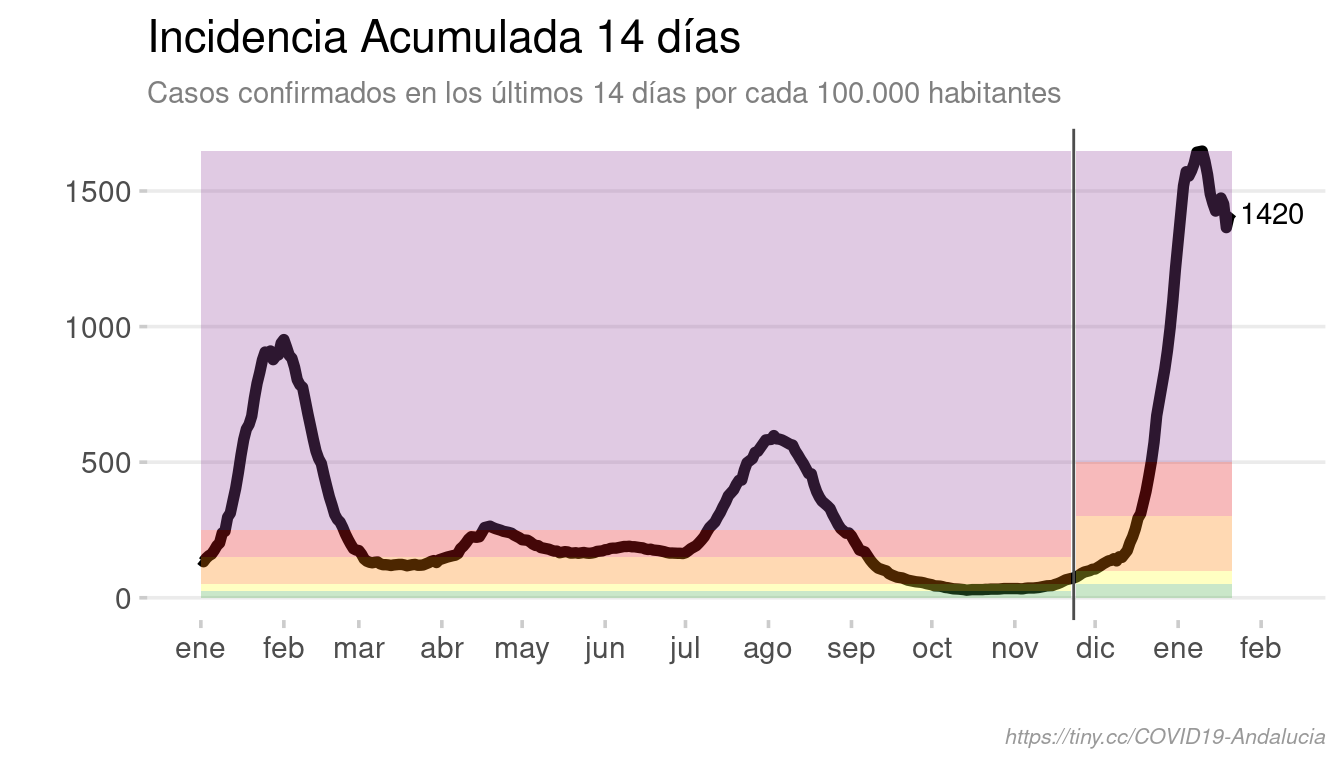 Incidencia Acumulada 14 días
Casos confirmados en los últimos 14 días por cada 100.000 habitantes
1500
1420
1000
500
0
ene feb mar abr may jun jul ago sep oct nov dic ene feb
https://tiny.cc/COVID19-Andalucia